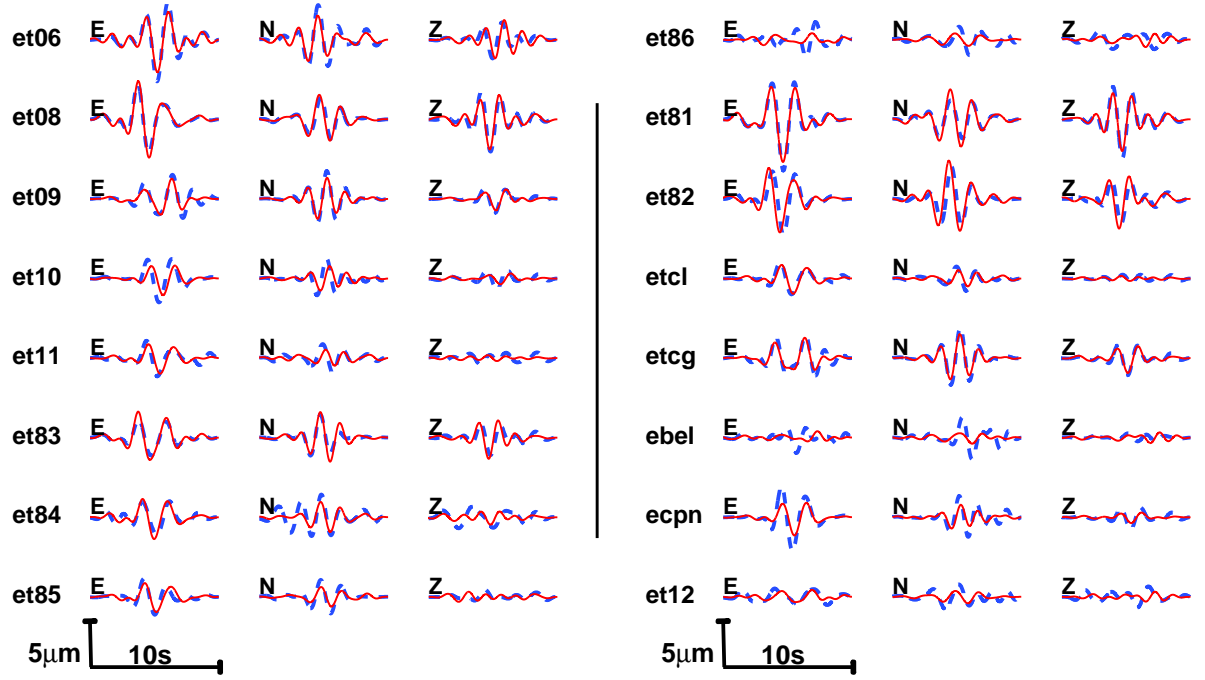 et06 E N Z
et08 E N Z
et09 E N Z
et10 E N Z
et11 E N Z
et83 E N Z
et84 E N Z
et85 E N Z
5μm 10s
et86 E N Z
et81 E N Z
et82 E N Z
etcl E N Z
etcg E N Z
ebel E N Z
ecpn E N Z
et12 E N Z
5μm 10s